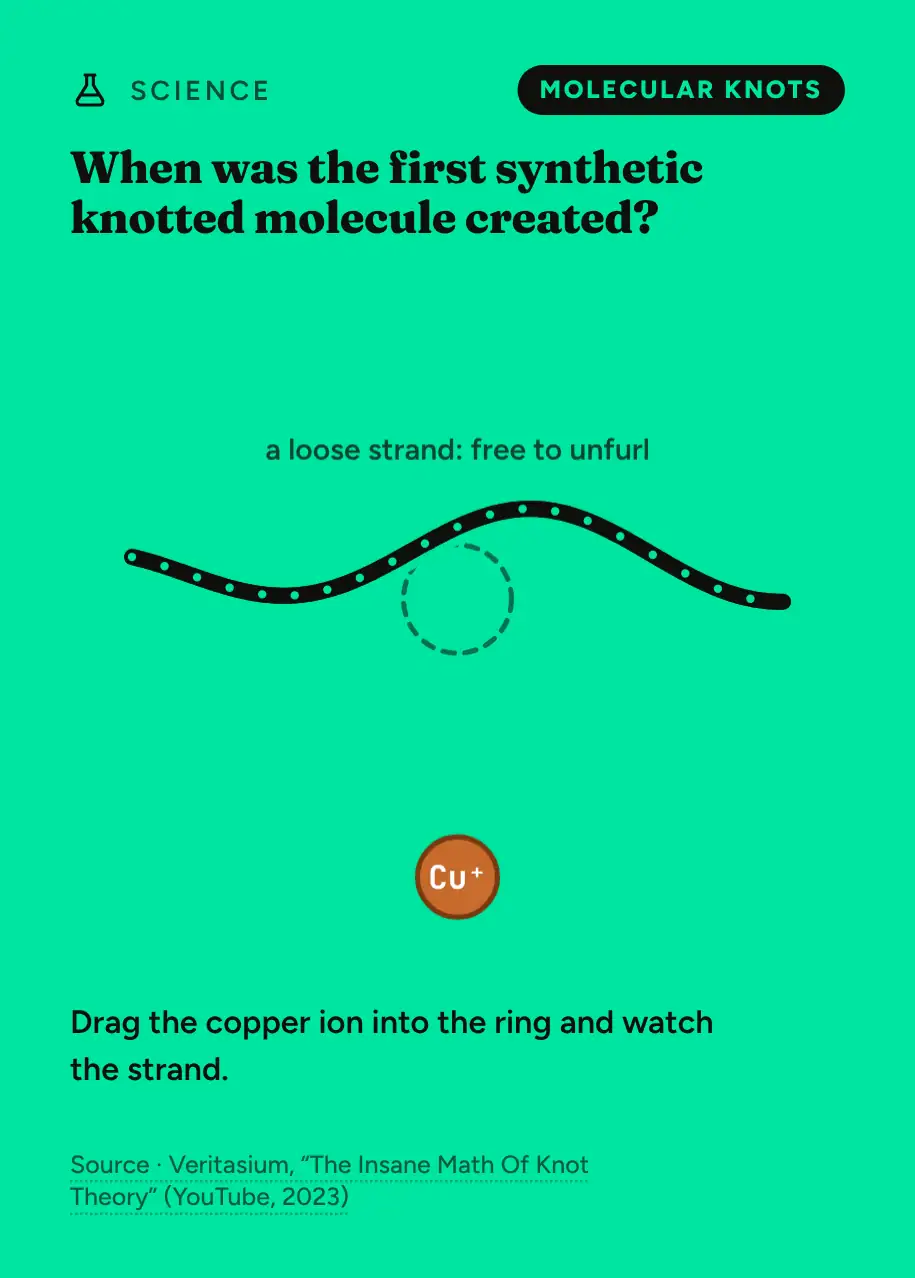 SCIENCE
MOLECULAR KNOTS
When was the first synthetic
knotted molecule created?
a loose strand: free to unfurl
Cu⁺
Drag the copper ion into the ring and watch
the strand.
Source · Veritasium, “The Insane Math Of Knot
Theory” (YouTube, 2023)